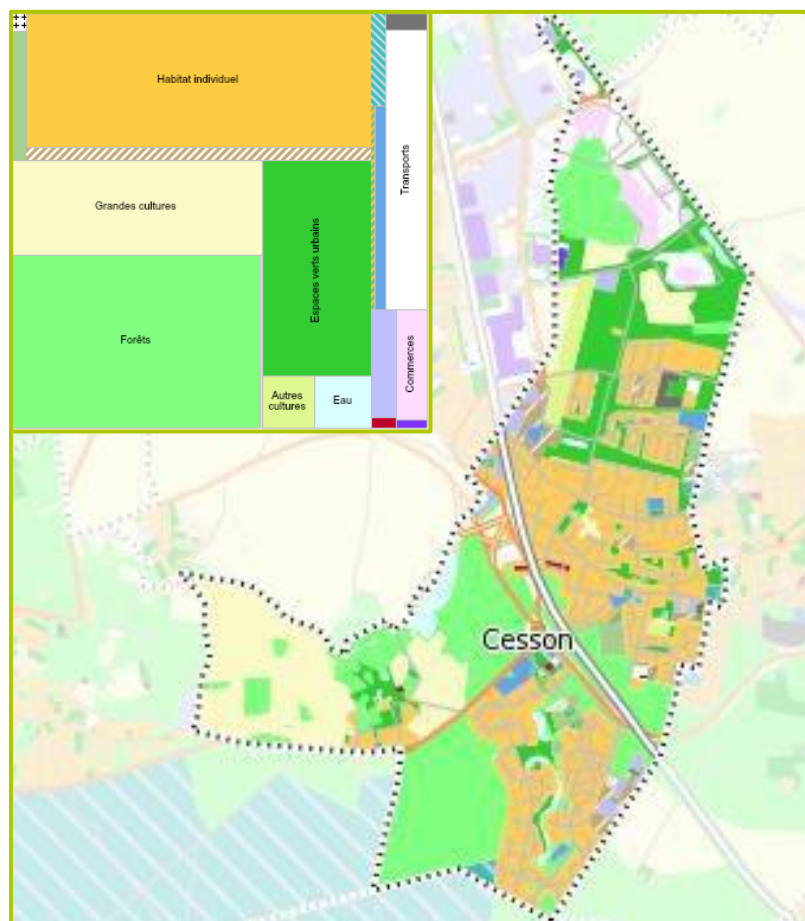 Habitat individuel
Transports
Grandes cultures
Espaces verts urbains
Forêts
Commerces
Autres
cultures
Eau
Cesson